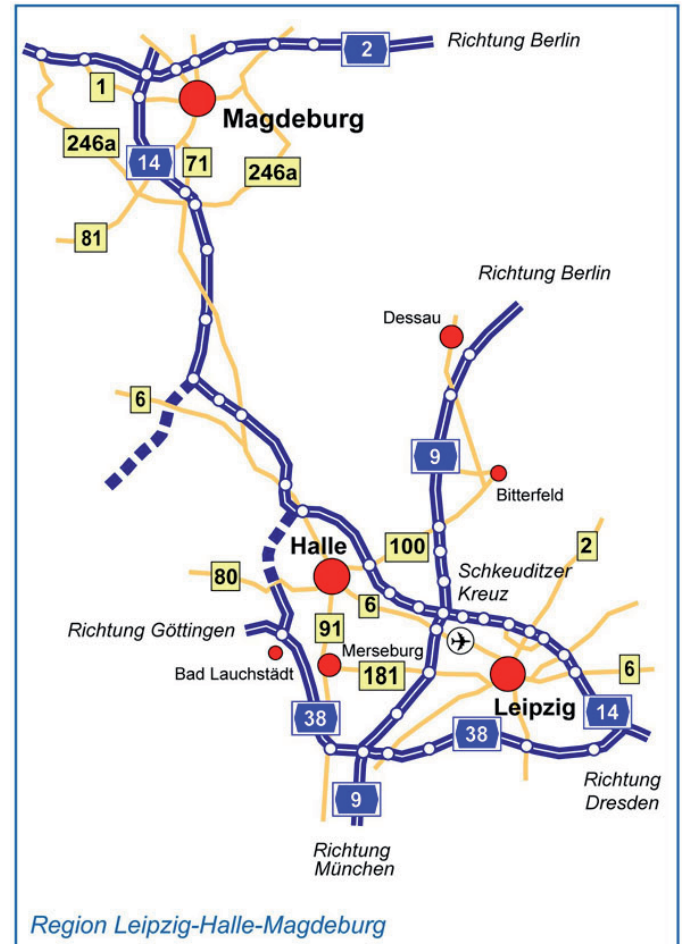 2
Richtung Berlin
1
Magdeburg
246a
14
71
246a
81
Richtung Berlin
Dessau
6
9
Bitterfeld
Halle
100
2
Schkeuditzer
Kreuz
80
6
Richtung Göttingen
91
Merseburg
Bad Lauchstädt
181
6
Leipzig
38
14
38
Richtung
Dresden
9
Richtung
München
Region Leipzig-Halle-Magdeburg